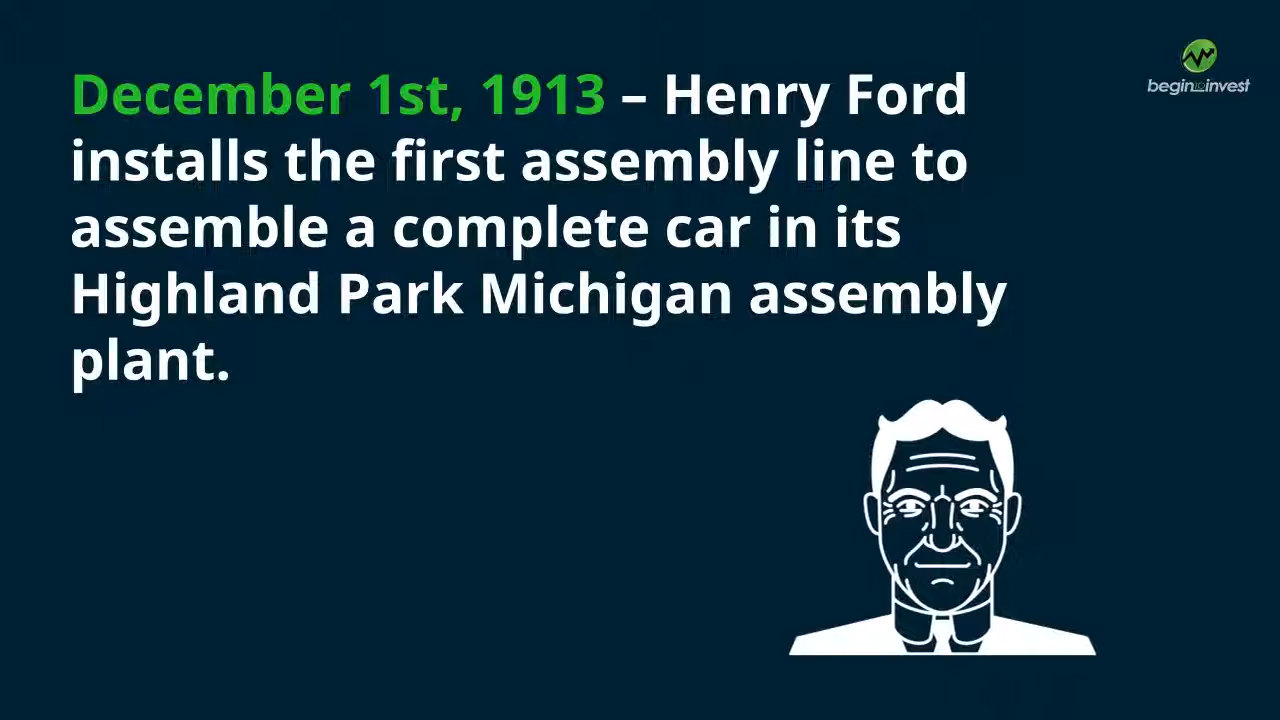 December 1st, 1913 – Henry Ford
installs the first assembly line to
assemble a complete car in its
Highland Park Michigan assembly
plant.
begin to invest